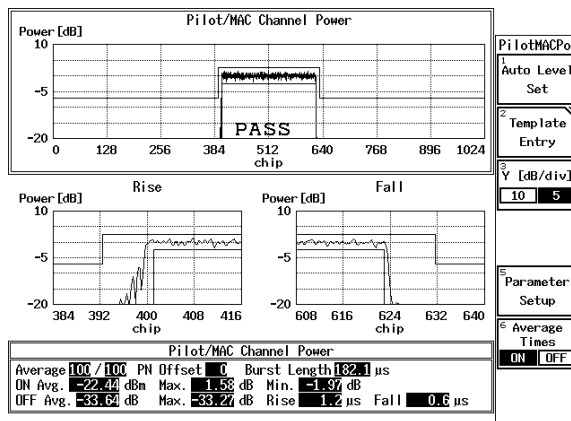 Pilot/MAC Channel Power
Power[dB]
10
-5
-20
PASS
0 128 256 384 512 640 768 896 1024
chip
Rise
Power[dB]
10
-5
-20
384 392 400 408 416
chip
Fall
Power[dB]
10
-5
-20
608 616 624 632 640
chip
Pilot/MAC Channel Power
Average 100 / 100 PN Offset 0 Burst Length 182.1 µs
ON Avg. -22.44 dBm Max. 1.58 dB Min. -1.97 dB
OFF Avg. -33.64 dB Max. -33.27 dB Rise 1.2 µs Fall 0.6 µs
PilotMACPo
1
Auto Level
Set
2
Template
Entry
3
Y [dB/div]
10 5
5
Parameter
Setup
6
Average
Times
ON OFF